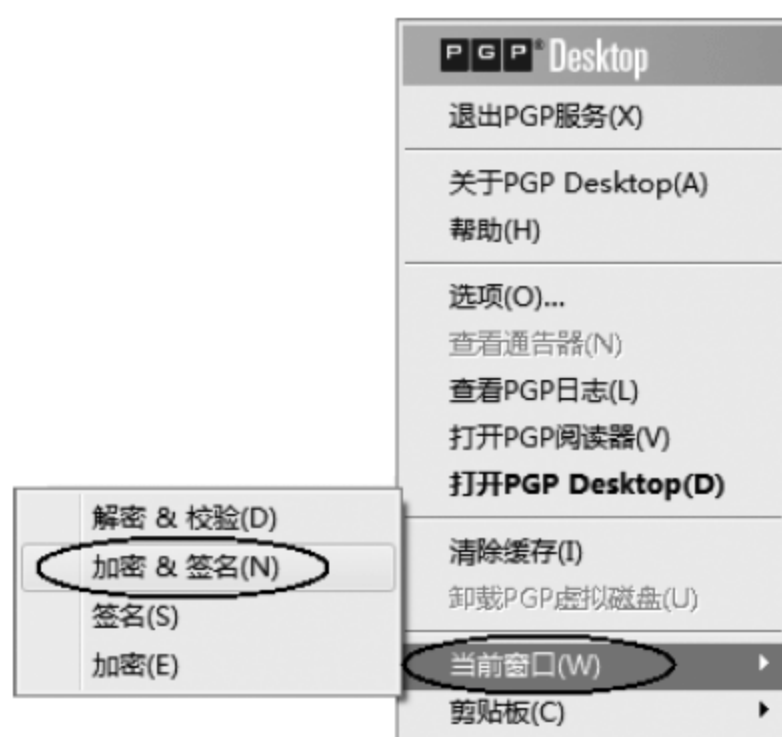 PGP® Desktop
退出PGP服务(X)
关于PGP Desktop(A)
帮助(H)
选项(O)...
查看通告器(N)
查看PGP日志(L)
打开PGP阅读器(V)
打开PGP Desktop(D)
清除缓存(I)
卸载PGP虚拟磁盘(U)
当前窗口(W)
剪贴板(C)
解密 & 校验(D)
加密 & 签名(N)
签名(S)
加密(E)